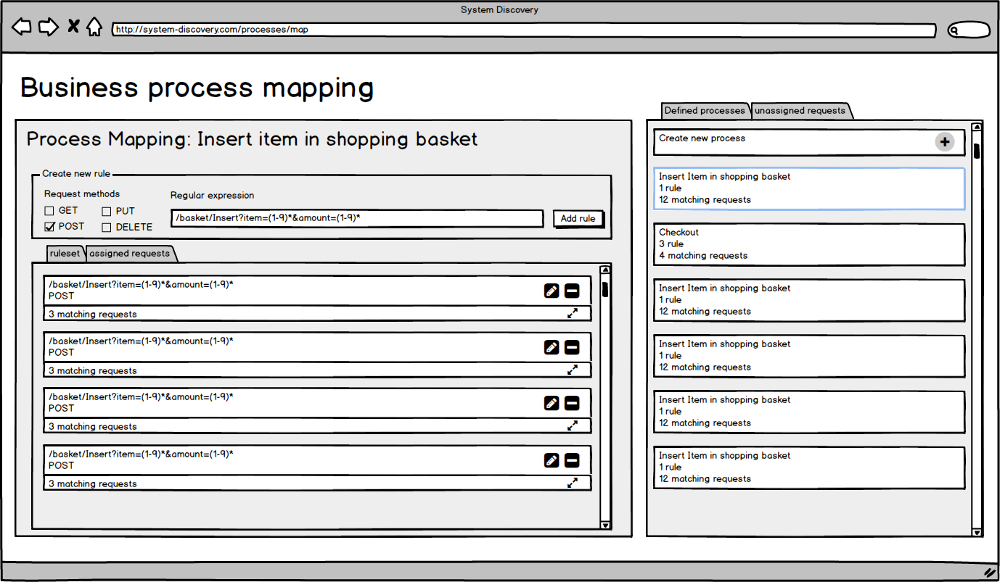 System Discovery
http://system-discovery.com/processes/map
Business process mapping
Process Mapping: Insert item in shopping basket
Create new rule
Request methods
GET
PUT
POST
DELETE
Regular expression
/basket/Insert?item=(1-9)*&amount=(1-9)*
Add rule
ruleset
assigned requests
/basket/Insert?item=(1-9)*&amount=(1-9)*
POST
3 matching requests
/basket/Insert?item=(1-9)*&amount=(1-9)*
POST
3 matching requests
/basket/Insert?item=(1-9)*&amount=(1-9)*
POST
3 matching requests
/basket/Insert?item=(1-9)*&amount=(1-9)*
POST
3 matching requests
Defined processes
unassigned requests
Create new process
Insert Item in shopping basket
1 rule
12 matching requests
Checkout
3 rule
4 matching requests
Insert Item in shopping basket
1 rule
12 matching requests
Insert Item in shopping basket
1 rule
12 matching requests
Insert Item in shopping basket
1 rule
12 matching requests
Insert Item in shopping basket
1 rule
12 matching requests